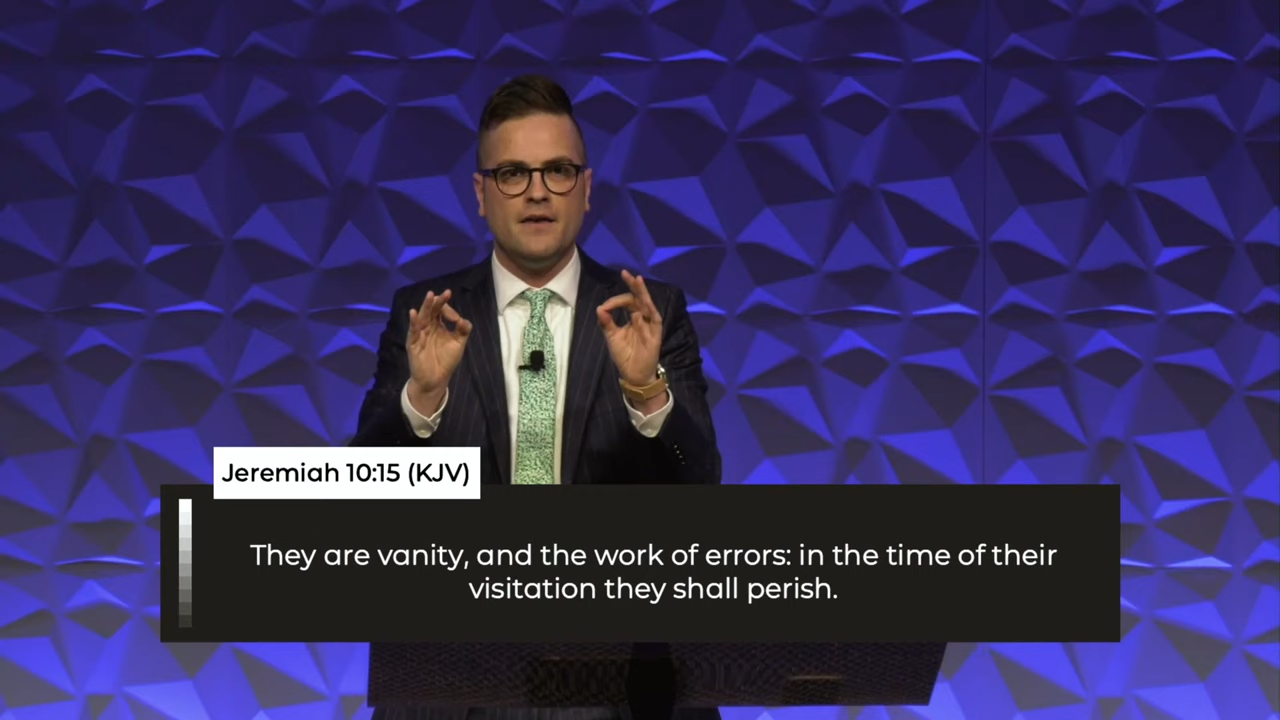 Jeremiah 10:15 (KJV)
They are vanity, and the work of errors: in the time of their
visitation they shall perish.